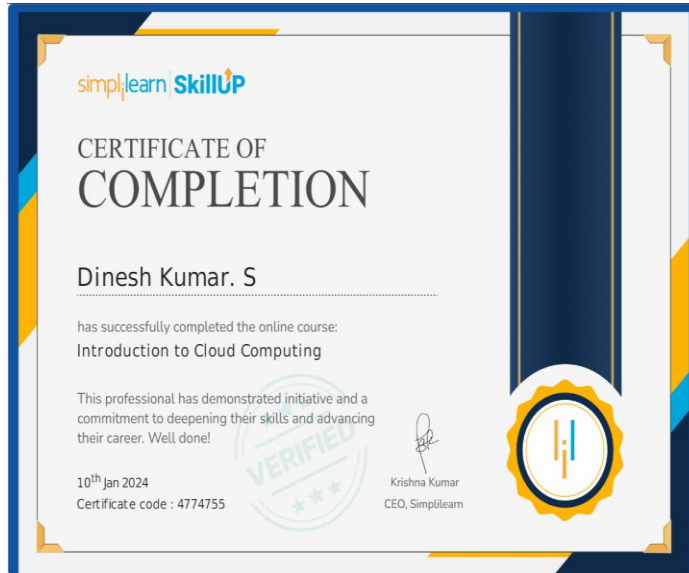 simplilearn | SkillUP
CERTIFICATE OF
COMPLETION
Dinesh Kumar. S
has successfully completed the online course:
Introduction to Cloud Computing
This professional has demonstrated initiative and a
commitment to deepening their skills and advancing
their career. Well done!
VERIFIED
10th Jan 2024
Certificate code : 4774755
Krishna Kumar
CEO, Simplilearn